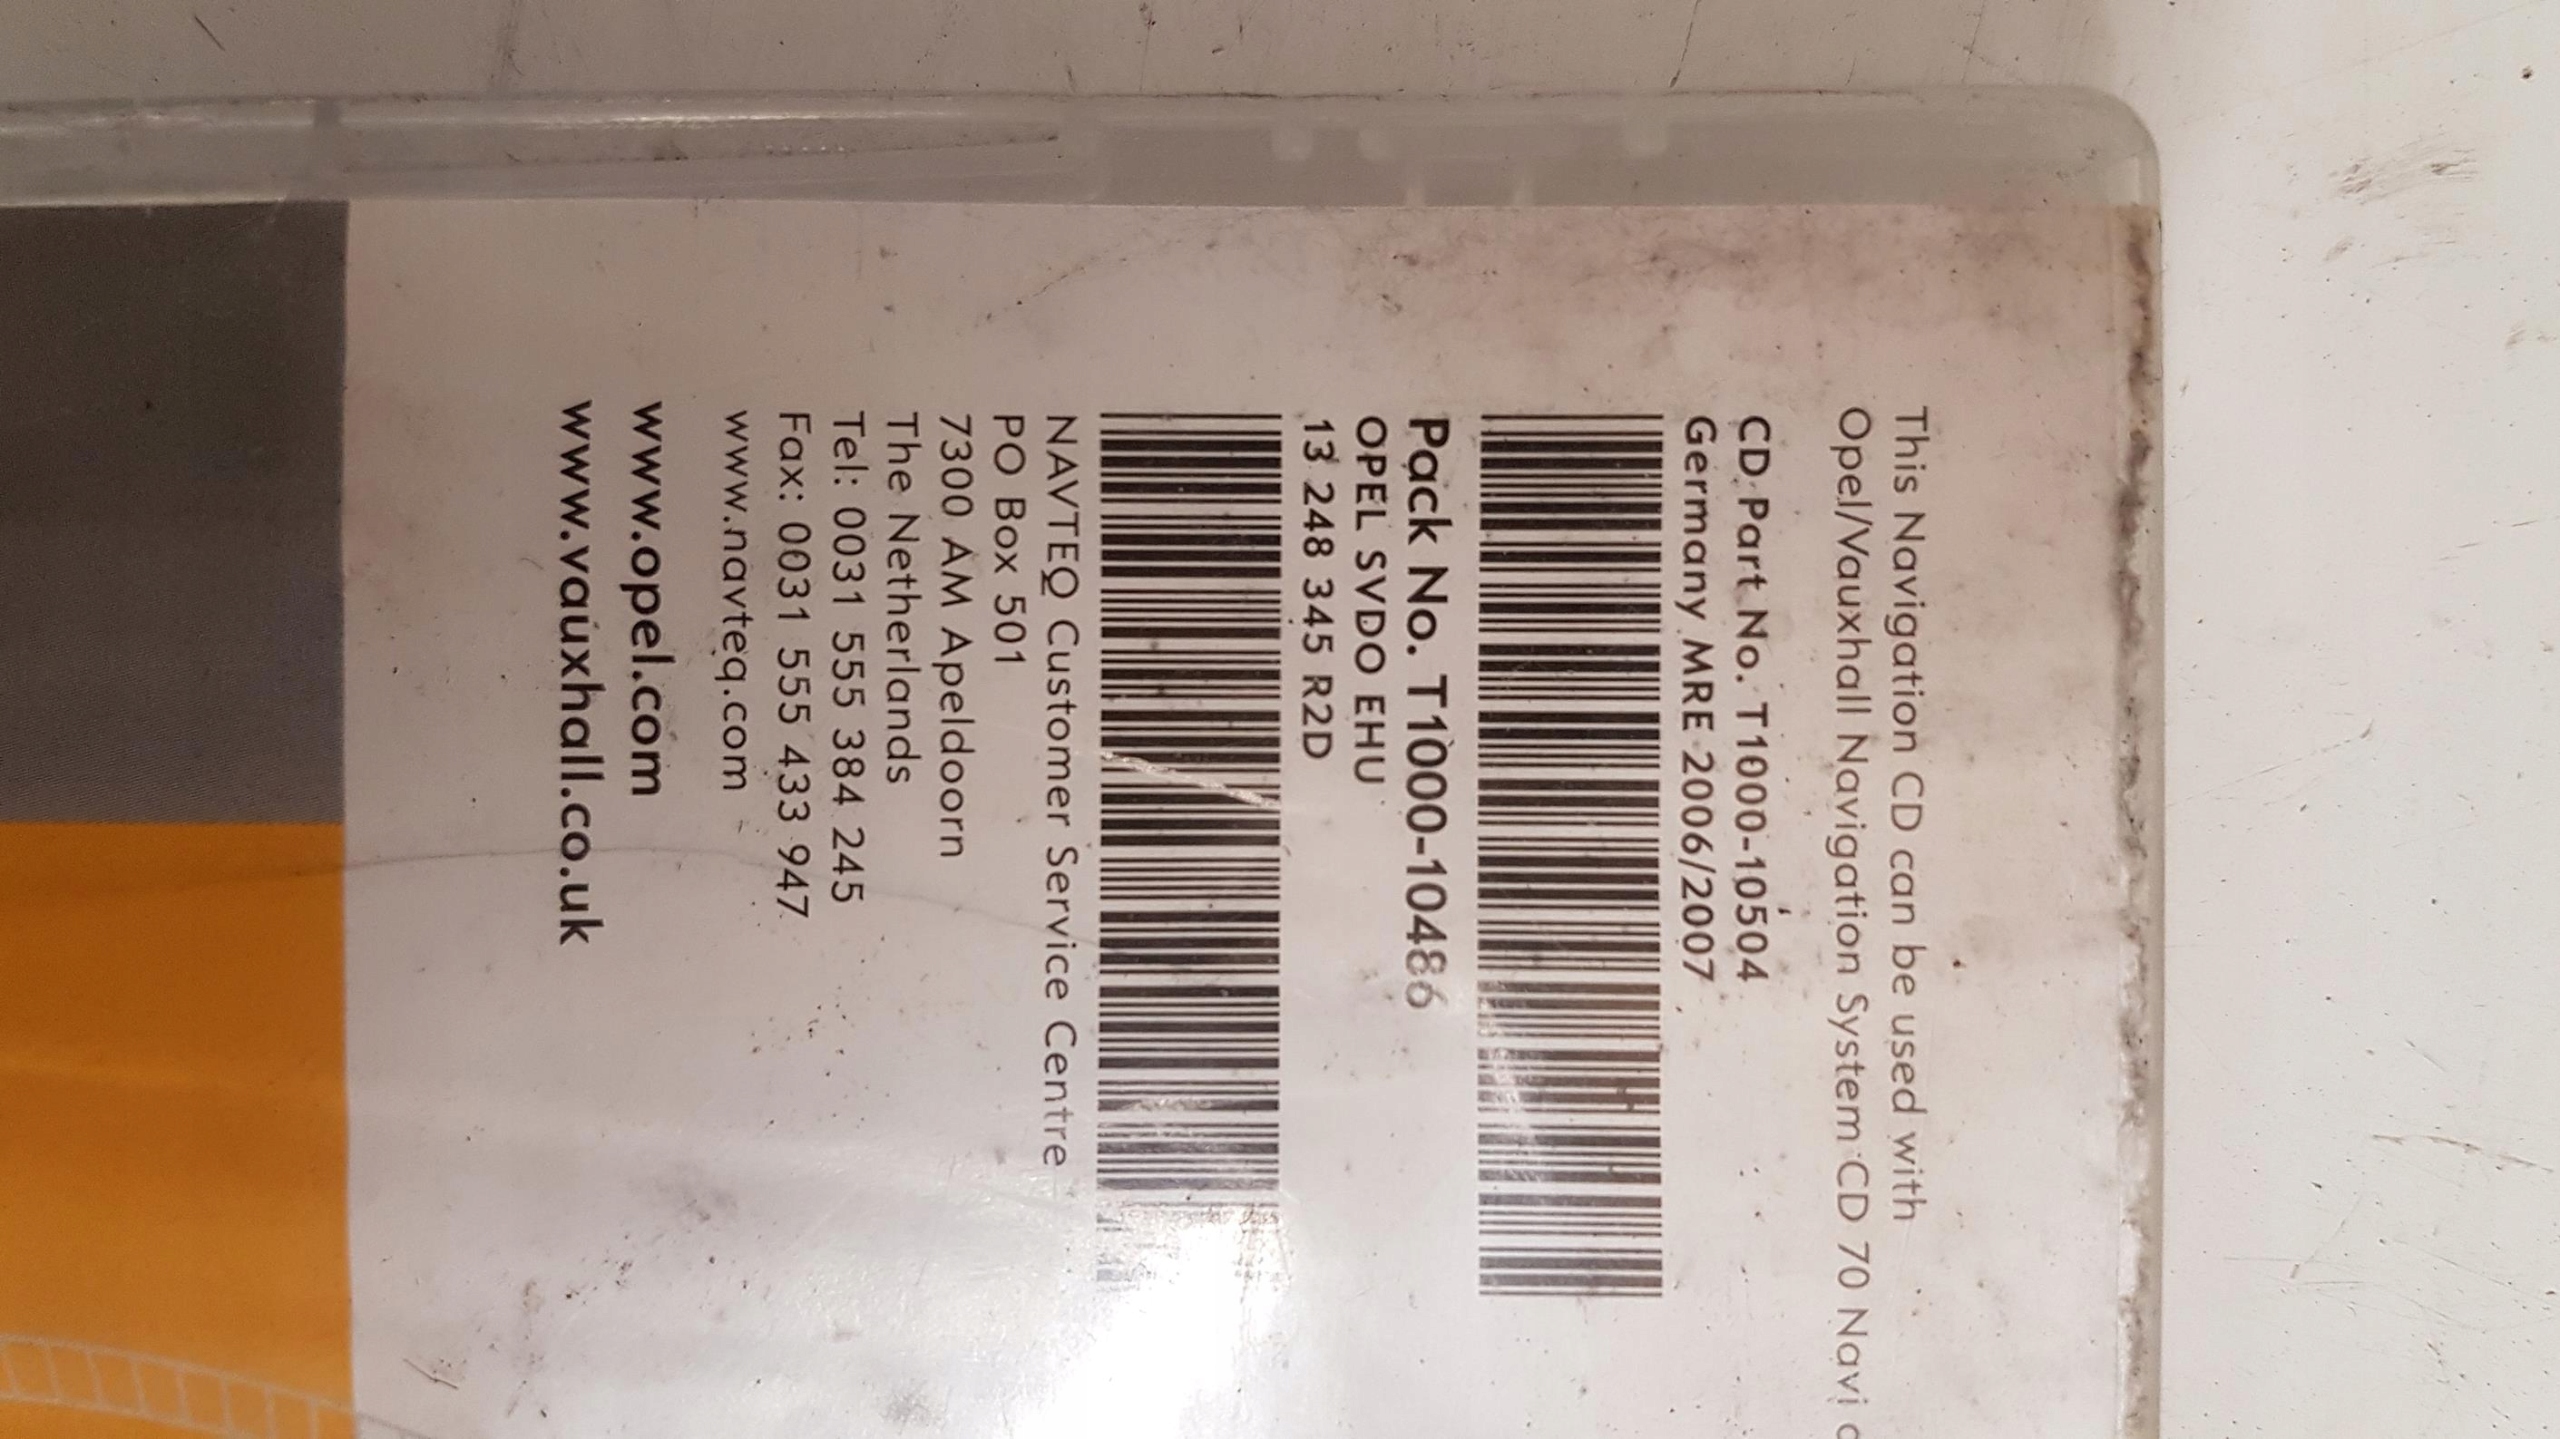 This Navigation CD can be used with
Opel/Vauxhall Navigation System CD 70 Navi
CD Part No. T1000-10504
Germany MRE 2006/2007
Pack No. T1000-10486
OPEL SVDO EHU
13 248 345 R2D
NAVTEQ Customer Service Centre
PO Box 501
7300 AM Apeldoorn
The Netherlands
Tel: 0031 555 384 245
Fax: 0031 555 433 947
www.navteq.com
www.opel.com
www.vauxhall.co.uk